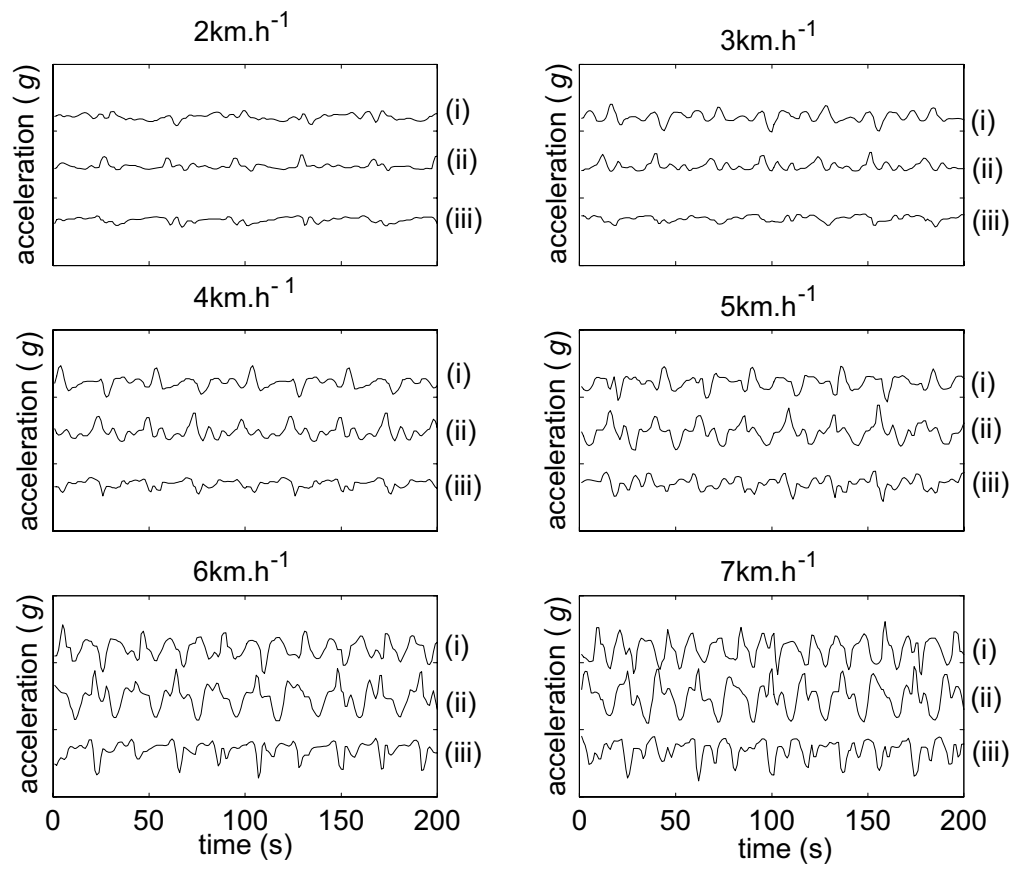 2km.h⁻¹
3km.h⁻¹
acceleration ( g)
(i)
(ii)
(iii)
acceleration ( g)
(i)
(ii)
(iii)
4km.h⁻¹
5km.h⁻¹
acceleration ( g)
(i)
(ii)
(iii)
acceleration ( g)
(i)
(ii)
(iii)
6km.h⁻¹
7km.h⁻¹
acceleration ( g)
(i)
(ii)
(iii)
acceleration ( g)
(i)
(ii)
(iii)
0 50 100 150 200
time (s)
0 50 100 150 200
time (s)